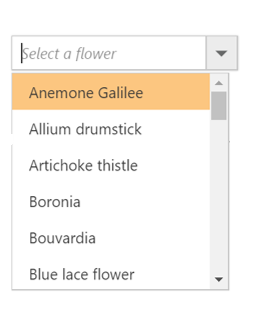 Select a flower
Anemone Galilee
Allium drumstick
Artichoke thistle
Boronia
Bouvardia
Blue lace flower